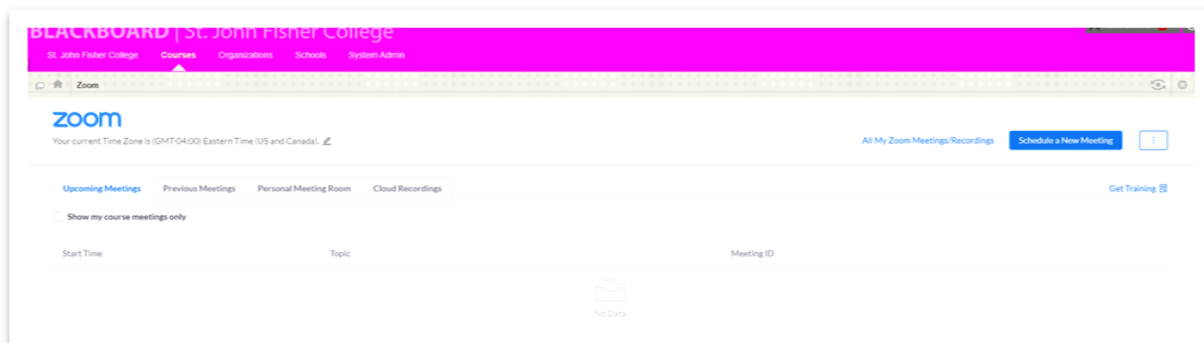 BLACKBOARD | St. John Fisher College
St. John Fisher College Courses Organizations Schools System Admin
Zoom
zoom
Your current Time Zone is (GMT-04:00) Eastern Time (US and Canada).
All My Zoom Meetings/Recordings Schedule a New Meeting
Upcoming Meetings Previous Meetings Personal Meeting Room Cloud Recordings Get Training
Show my course meetings only
Start Time Topic Meeting ID
No Data